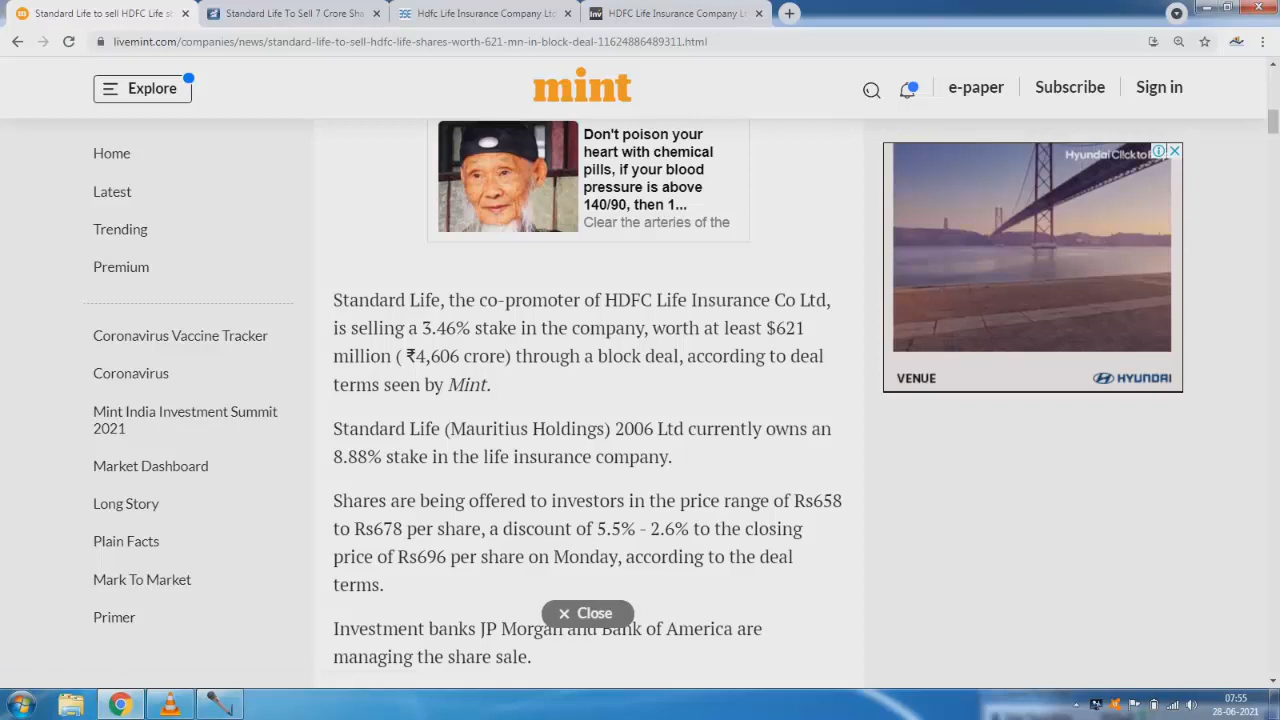 Standard Life to sell HDFC Life s
Standard Life To Sell 7 Crore Sha
Hdfc Life Insurance Company Lt
Inv
HDFC Life Insurance Company L
livemint.com/companies/news/standard-life-to-sell-hdfc-life-shares-worth-621-mn-in-block-deal-11624886489311.html
Explore
mint
e-paper
Subscribe
Sign in
Home
Latest
Trending
Premium
Coronavirus Vaccine Tracker
Coronavirus
Mint India Investment Summit
2021
Market Dashboard
Long Story
Plain Facts
Mark To Market
Primer
Don't poison your
heart with chemical
pills, if your blood
pressure is above
140/90, then 1...
Clear the arteries of the
Standard Life, the co-promoter of HDFC Life Insurance Co Ltd,
is selling a 3.46% stake in the company, worth at least $621
million ( ₹4,606 crore) through a block deal, according to deal
terms seen by Mint.
Standard Life (Mauritius Holdings) 2006 Ltd currently owns an
8.88% stake in the life insurance company.
Shares are being offered to investors in the price range of Rs658
to Rs678 per share, a discount of 5.5% - 2.6% to the closing
price of Rs696 per share on Monday, according to the deal
terms.
Close
Investment banks JP Morgan and Bank of America are
managing the share sale.
Hyundai Click to B
VENUE
HYUNDAI
07:55
28-06-2021